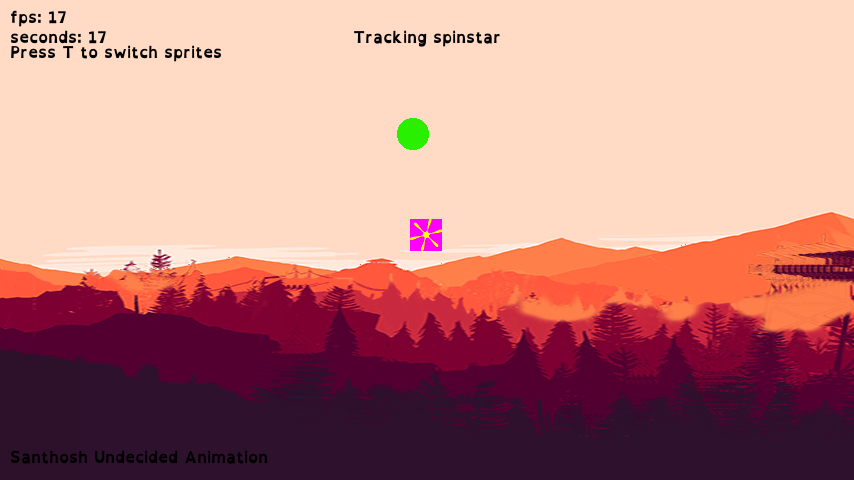 fps: 17
seconds: 17
Press T to switch sprites
Tracking spinstar
Santhosh Undecided Animation